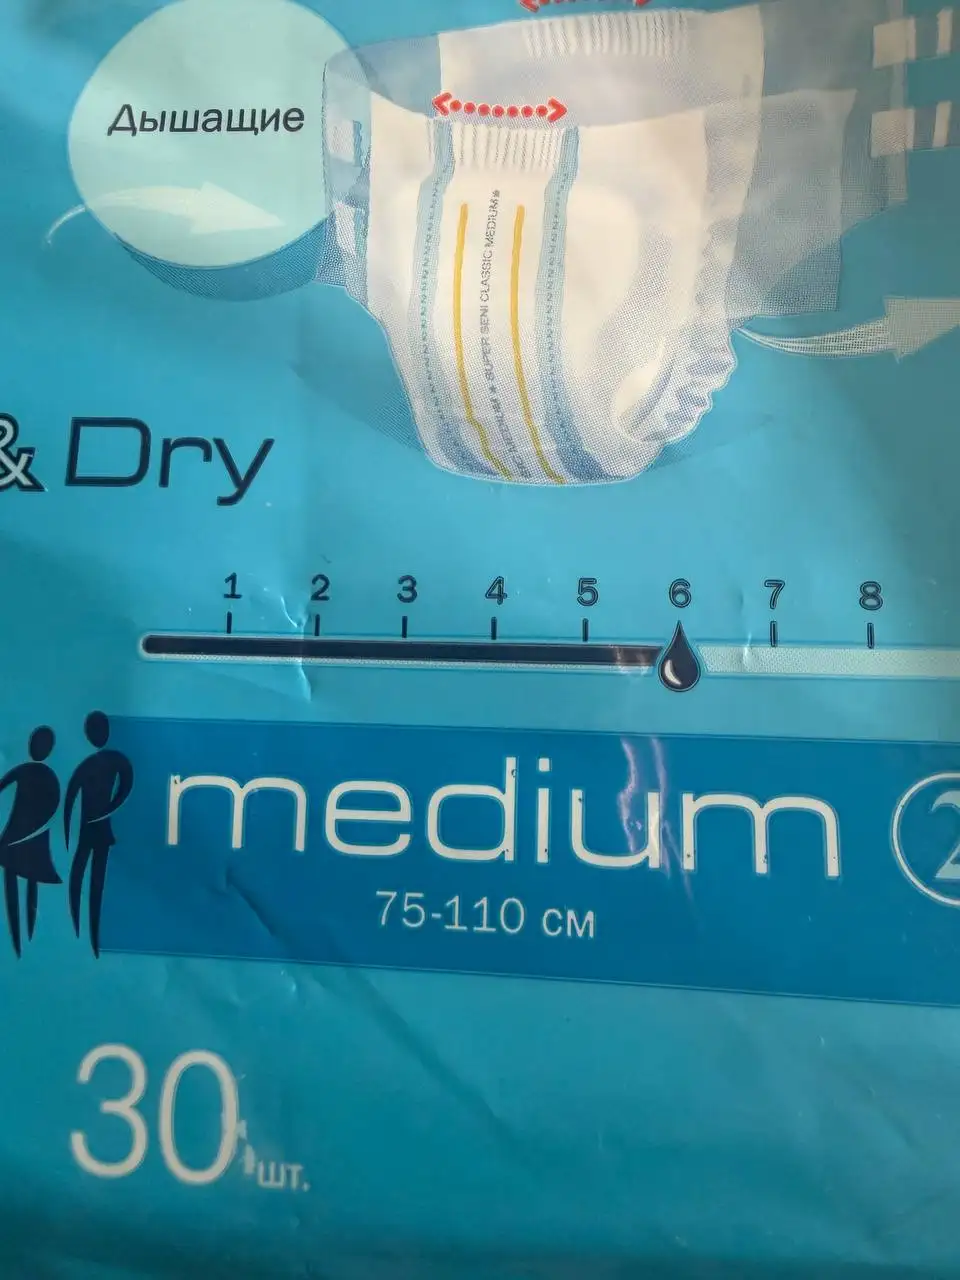 Дышащие
SUPER SENI CLASSIC MEDIUM
& Dry
1 2 3 4 5 6 7 8
medium 2
75-110 см
30 шт.